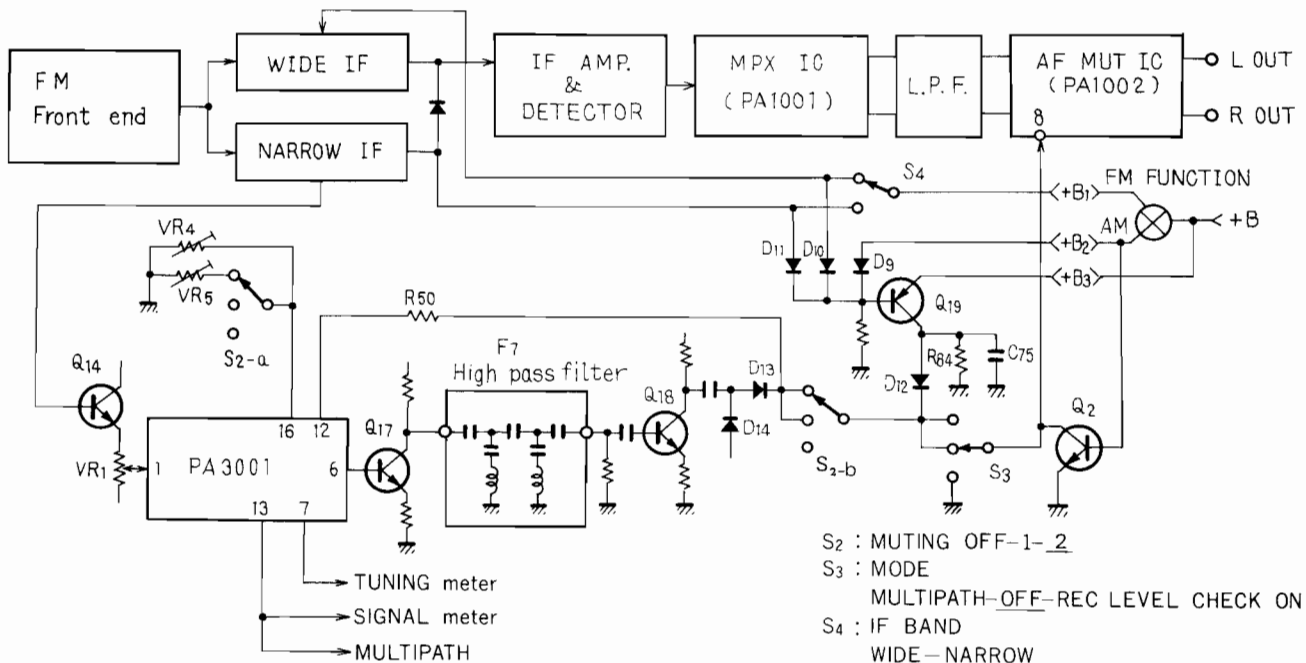 FM
Front end
WIDE IF
NARROW IF
IF AMP.
&
DETECTOR
MPX IC
(PA1001)
L.P.F.
AF MUT IC
(PA1002)
8
L OUT
R OUT
S4
+B1
FM FUNCTION
AM
+B
+B2
+B3
D11
D10
D9
Q19
R84
C75
D12
VR4
VR5
S2-a
R50
Q14
VR1
16
12
1
PA3001
6
13
7
Q17
F7
High pass filter
Q18
D13
D14
S2-b
S3
Q2
TUNING meter
SIGNAL meter
MULTIPATH
S2 : MUTING OFF-1-2
S3 : MODE
MULTIPATH-OFF-REC LEVEL CHECK ON
S4 : IF BAND
WIDE-NARROW